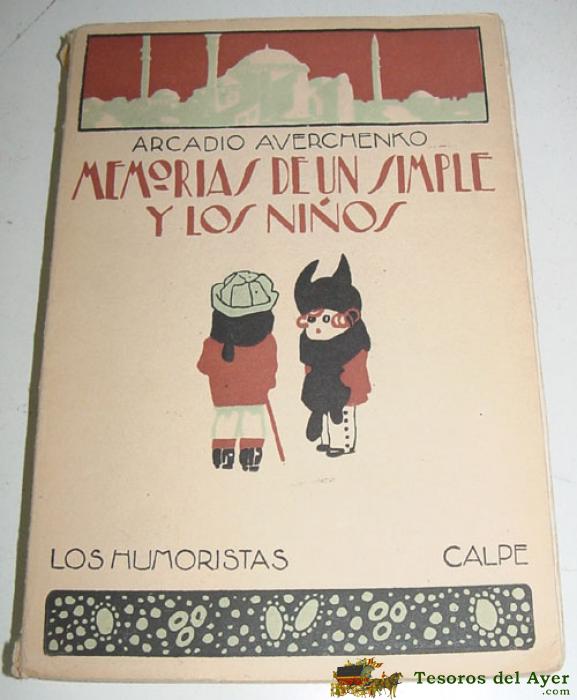 ARCADIO AVERCHENKO
MEMORIAS DE UN SIMPLE
Y LOS NIÑOS
LOS HUMORISTAS CALPE
Tesoros del Ayer
.com